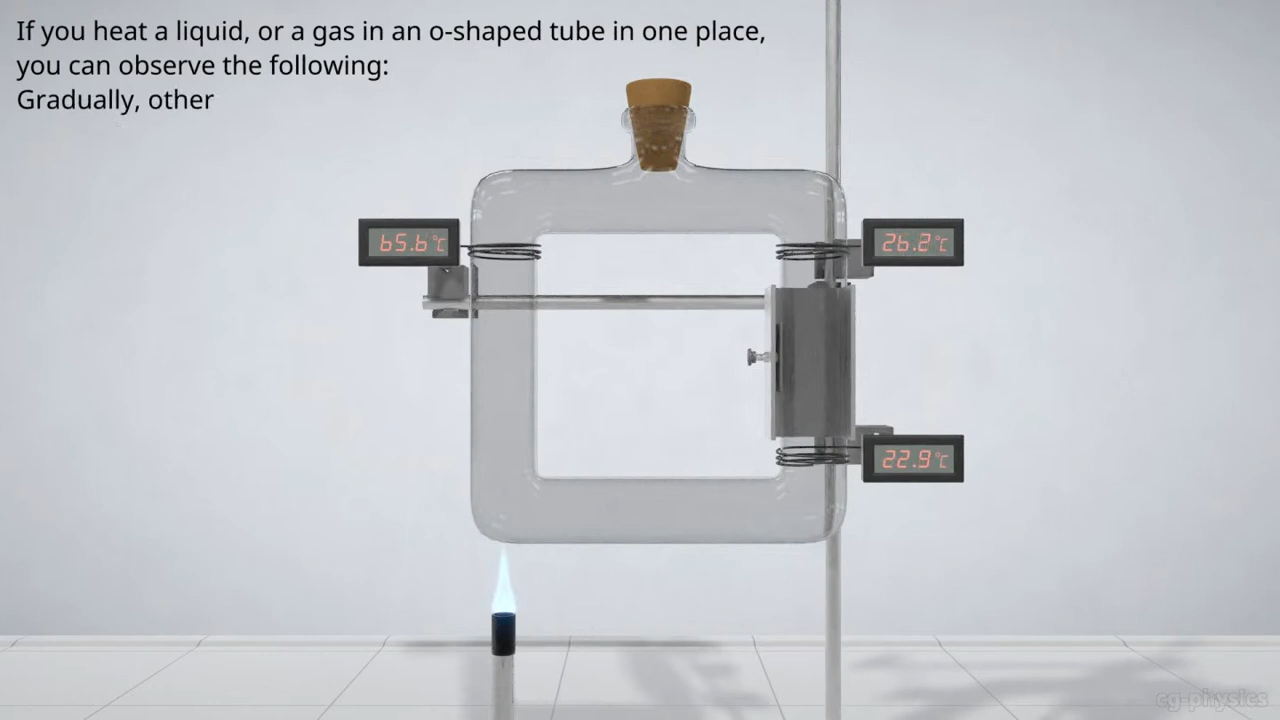 If you heat a liquid, or a gas in an o-shaped tube in one place,
you can observe the following:
Gradually, other
65.6°C
26.2°C
22.9°C
cg-physics